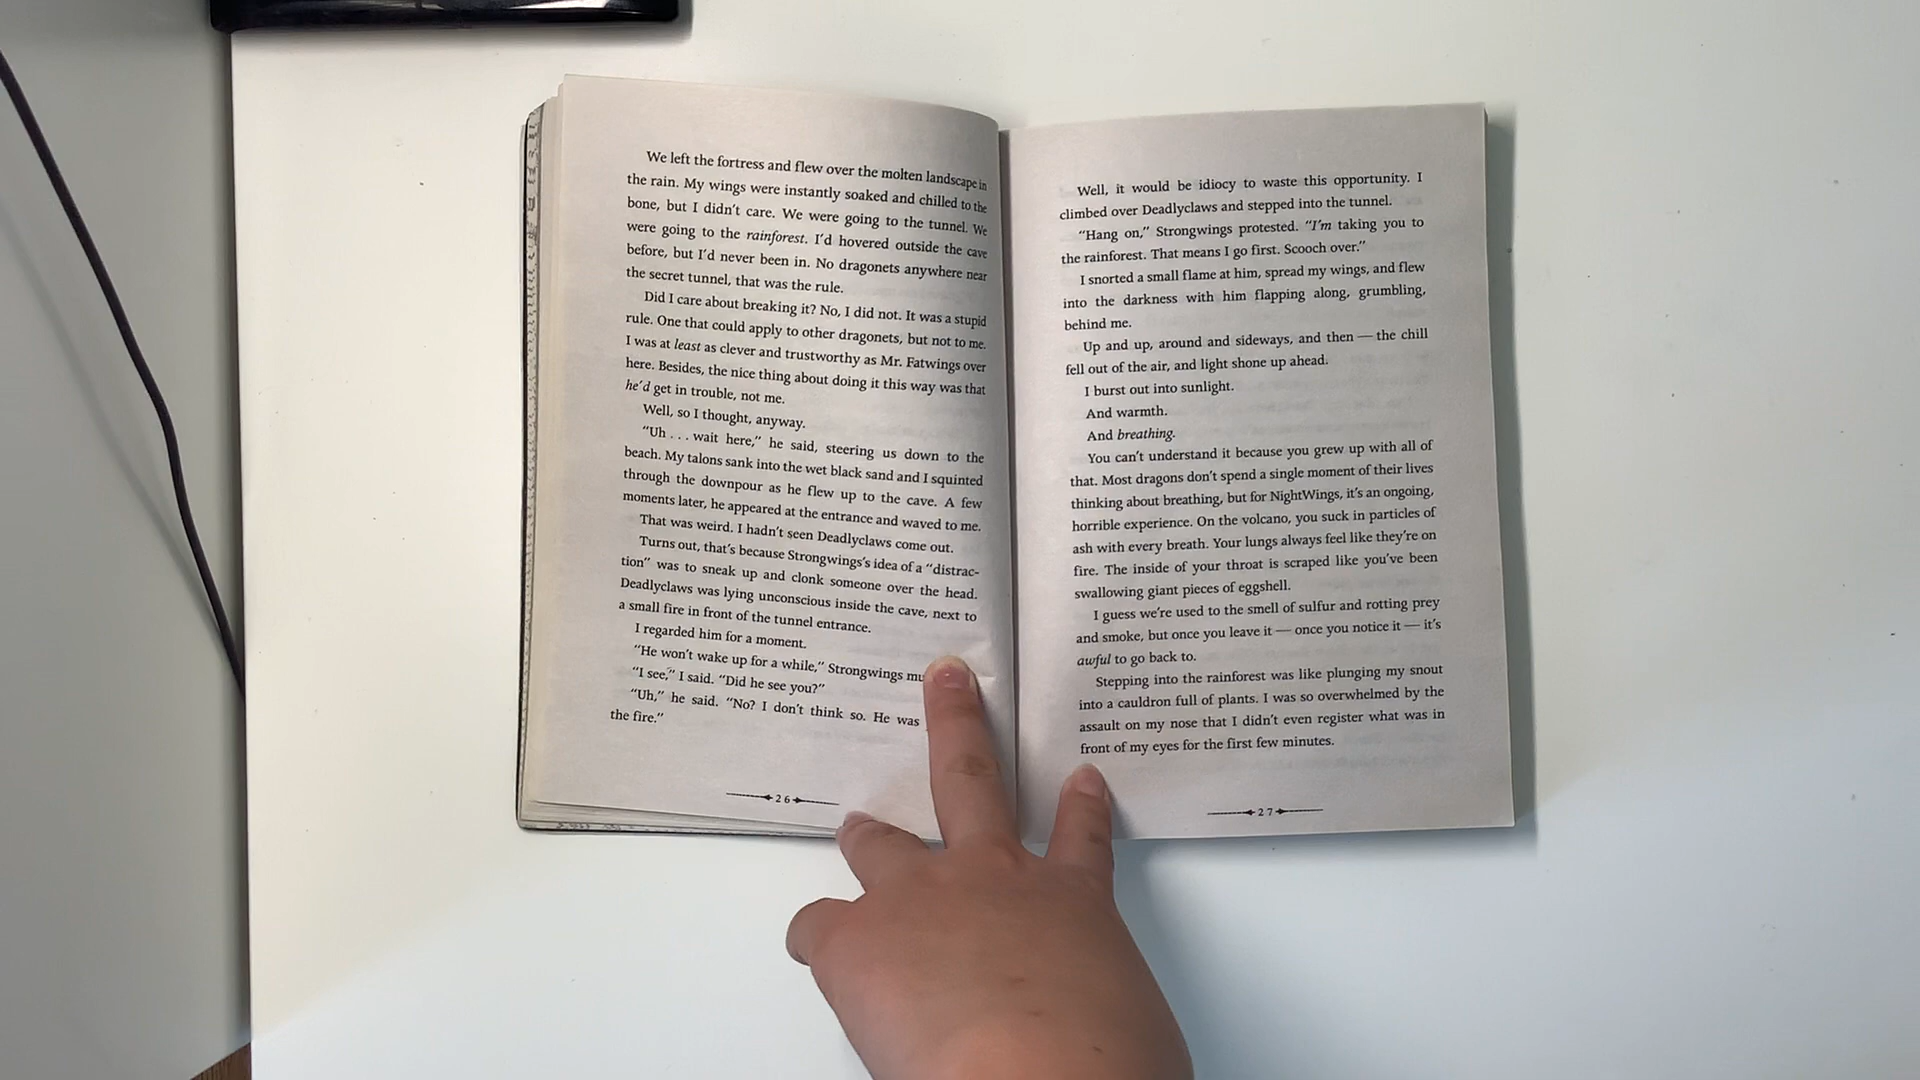 We left the fortress and flew over the molten landscape in
the rain. My wings were instantly soaked and chilled to the
bone, but I didn't care. We were going to the tunnel. We
were going to the rainforest. I'd hovered outside the cave
before, but I'd never been in. No dragonets anywhere near
the secret tunnel, that was the rule.
Did I care about breaking it? No, I did not. It was a stupid
rule. One that could apply to other dragonets, but not to me.
I was at least as clever and trustworthy as Mr. Fatwings over
here. Besides, the nice thing about doing it this way was that
he'd get in trouble, not me.
Well, so I thought, anyway.
"Uh . . . wait here," he said, steering us down to the
beach. My talons sank into the wet black sand and I squinted
through the downpour as he flew up to the cave. A few
moments later, he appeared at the entrance and waved to me.
That was weird. I hadn't seen Deadlyclaws come out.
Turns out, that's because Strongwings's idea of a "distrac-
tion" was to sneak up and clonk someone over the head.
Deadlyclaws was lying unconscious inside the cave, next to
a small fire in front of the tunnel entrance.
I regarded him for a moment.
"He won't wake up for a while," Strongwings
"I see," I said. "Did he see you?"
"Uh," he said. "No? I don't think so. He was
the fire."
26
Well, it would be idiocy to waste this opportunity. I
climbed over Deadlyclaws and stepped into the tunnel.
"Hang on," Strongwings protested. "I'm taking you to
the rainforest. That means I go first. Scooch over."
I snorted a small flame at him, spread my wings, and flew
into the darkness with him flapping along, grumbling,
behind me.
Up and up, around and sideways, and then — the chill
fell out of the air, and light shone up ahead.
I burst out into sunlight.
And warmth.
And breathing.
You can't understand it because you grew up with all of
that. Most dragons don't spend a single moment of their lives
thinking about breathing, but for NightWings, it's an ongoing,
horrible experience. On the volcano, you suck in particles of
ash with every breath. Your lungs always feel like they're on
fire. The inside of your throat is scraped like you've been
swallowing giant pieces of eggshell.
I guess we're used to the smell of sulfur and rotting prey
and smoke, but once you leave it — once you notice it — it's
awful to go back to.
Stepping into the rainforest was like plunging my snout
into a cauldron full of plants. I was so overwhelmed by the
assault on my nose that I didn't even register what was in
front of my eyes for the first few minutes.
27